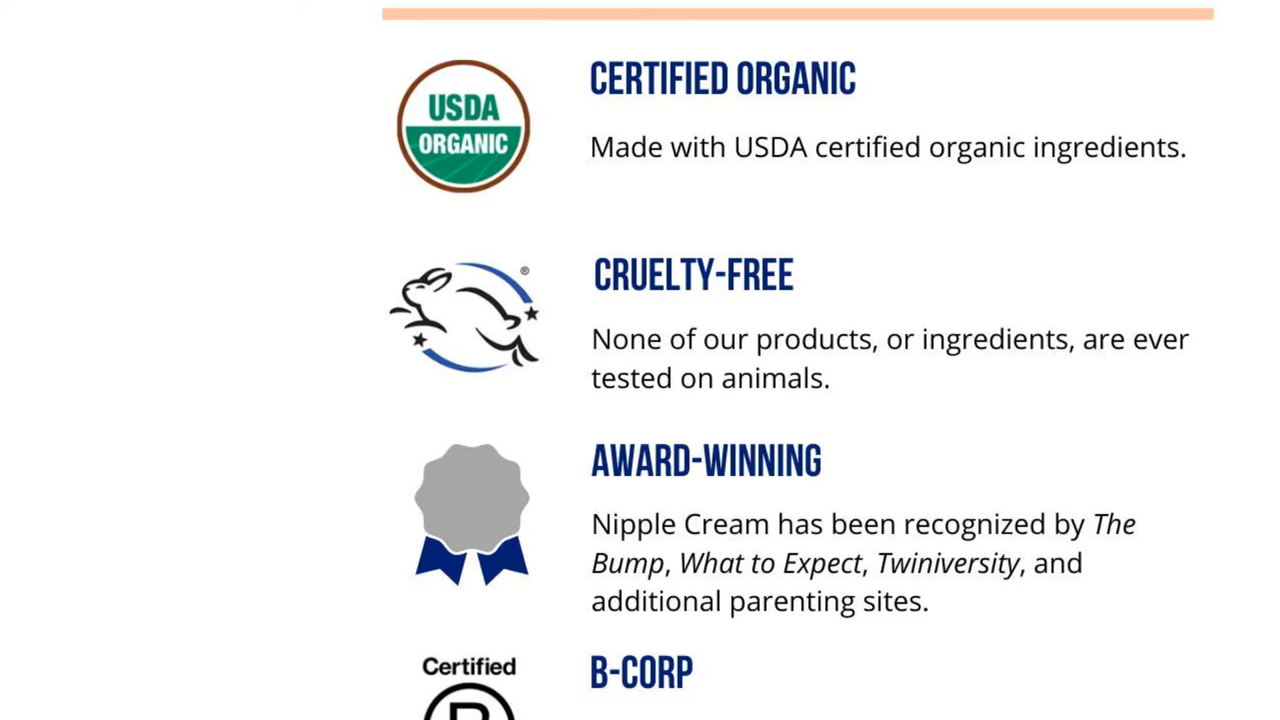 USDA
ORGANIC
CERTIFIED ORGANIC
Made with USDA certified organic ingredients.
®
CRUELTY-FREE
None of our products, or ingredients, are ever
tested on animals.
AWARD-WINNING
Nipple Cream has been recognized by The
Bump, What to Expect, Twiniversity, and
additional parenting sites.
Certified
B
B-CORP